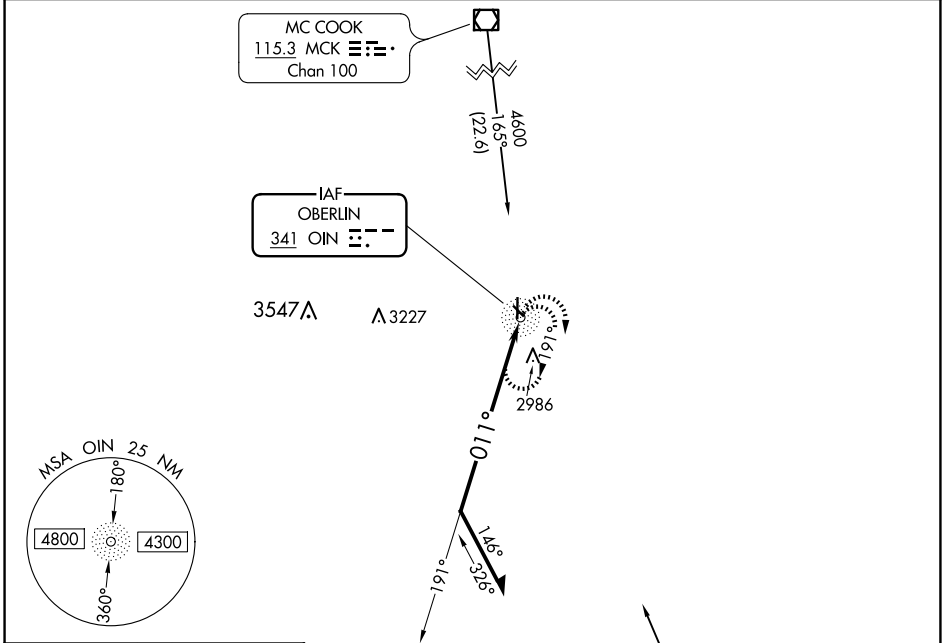 MC COOK
115.3 MCK
Chan 100
4600
165°
(22.6)
IAF
OBERLIN
341 OIN
3547
3227
191°
2986
011°
MSA OIN 25 NM
180°
4800
4300
360°
146°
326°
191°